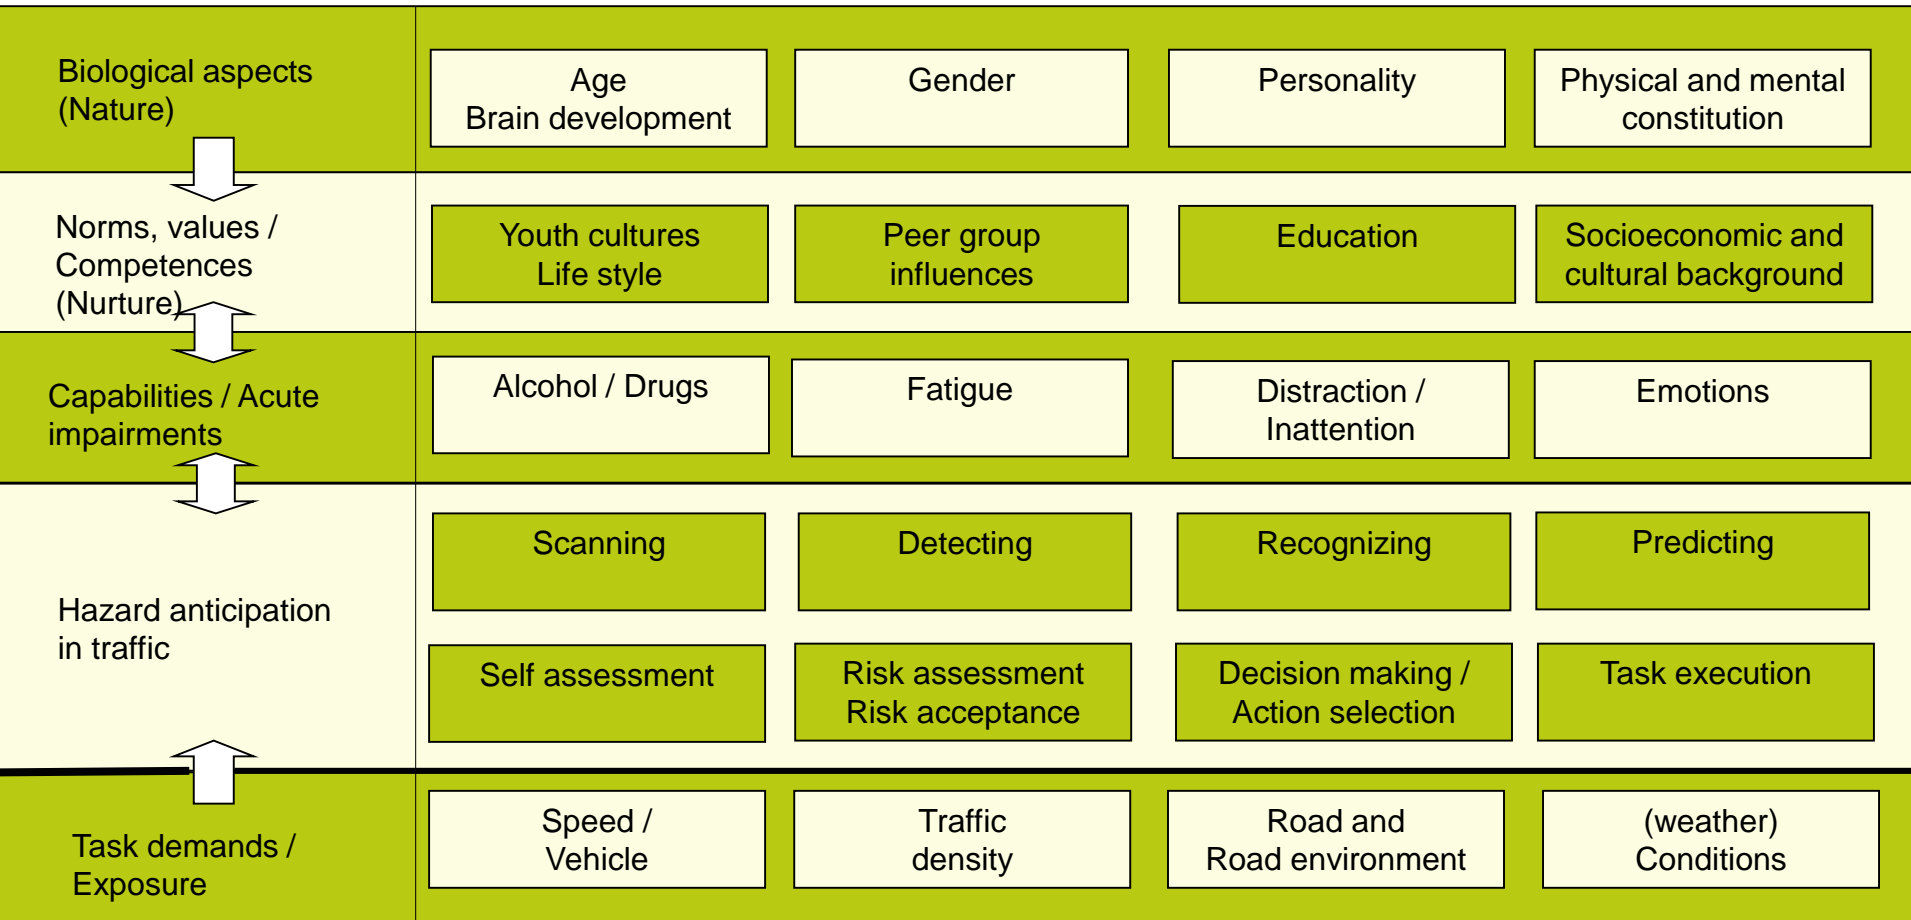 Biological aspects
(Nature)
Age
Brain development
Gender
Personality
Physical and mental
constitution
Norms, values /
Competences
(Nurture)
Youth cultures
Life style
Peer group
influences
Education
Socioeconomic and
cultural background
Capabilities / Acute
impairments
Alcohol / Drugs
Fatigue
Distraction /
Inattention
Emotions
Hazard anticipation
in traffic
Scanning
Detecting
Recognizing
Predicting
Self assessment
Risk assessment
Risk acceptance
Decision making /
Action selection
Task execution
Task demands /
Exposure
Speed /
Vehicle
Traffic
density
Road and
Road environment
(weather)
Conditions